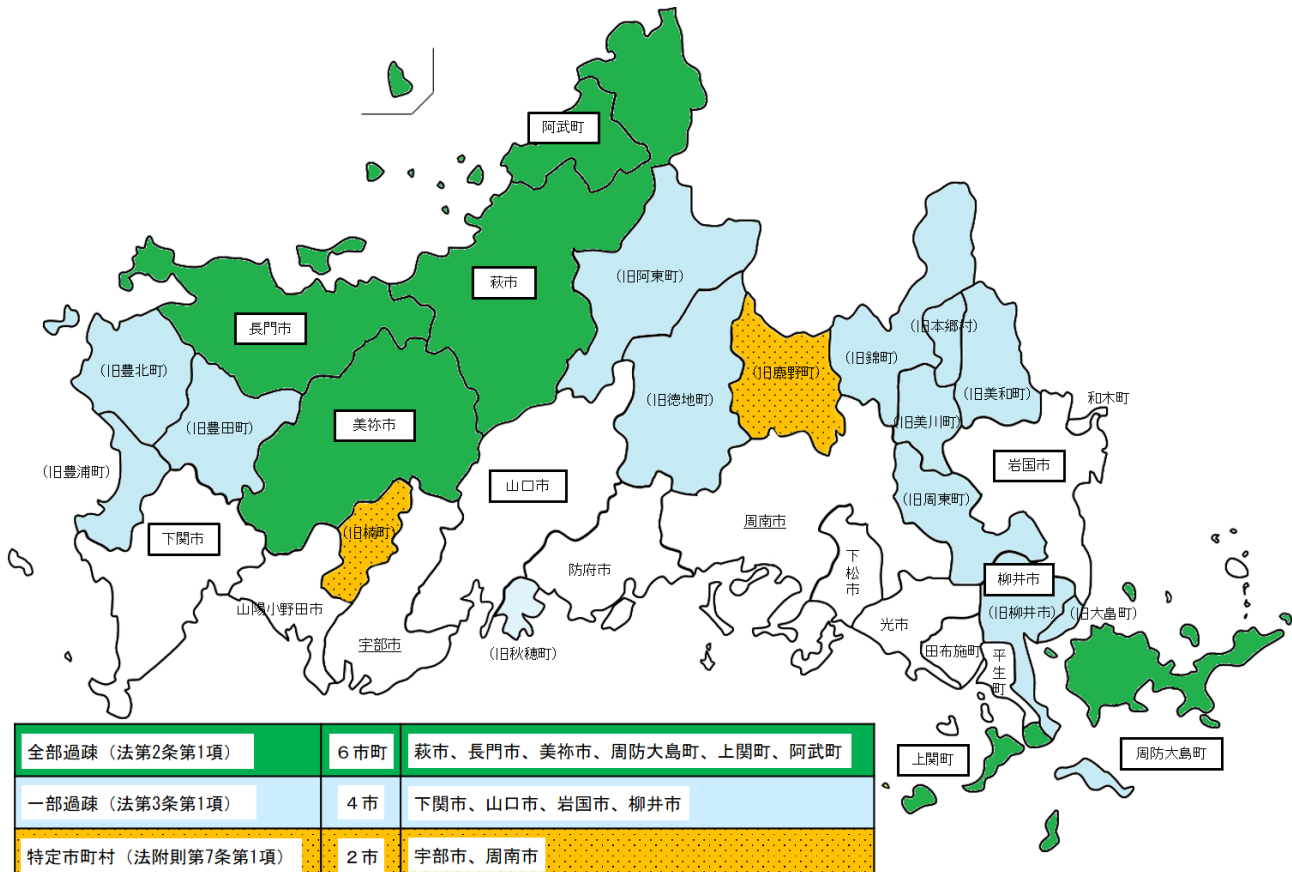 阿武町
萩市
(旧阿東町)
長門市
(旧本郷村)
(旧錦町)
(旧豊北町)
(旧鹿野町)
(旧美和町)
和木町
(旧徳地町)
美祢市
(旧豊田町)
(旧美川町)
(旧豊浦町)
岩国市
山口市
(旧周東町)
周南市
(旧楠町)
下関市
防府市
下松市
柳井市
山陽小野田市
(旧柳井市)
(旧大畠町)
光市
宇部市
(旧秋穂町)
田布施町
平生町
周防大島町
上関町
全部過疎(法第2条第1項) 6市町 萩市、長門市、美祢市、周防大島町、上関町、阿武町
一部過疎(法第3条第1項) 4市 下関市、山口市、岩国市、柳井市
特定市町村(法附則第7条第1項) 2市 宇部市、周南市